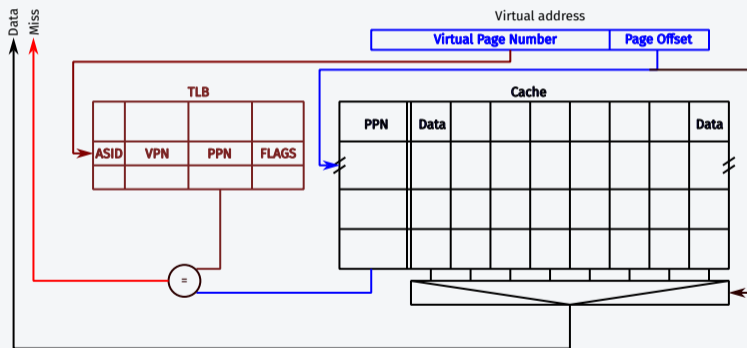 Data
Miss
Virtual address
Virtual Page Number
Page Offset
TLB
Cache
PPN
Data
Data
ASID
VPN
PPN
FLAGS
=